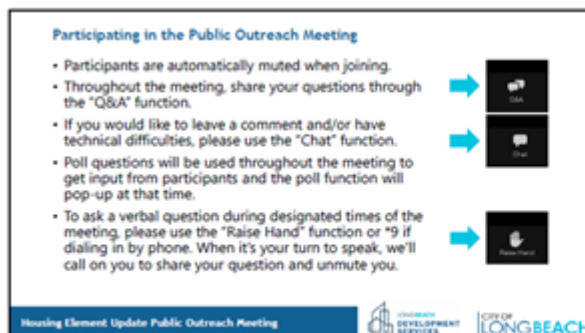 Participating in the Public Outreach Meeting
• Participants are automatically muted when joining.
• Throughout the meeting, share your questions through
the "Q&A" function.
Q&A
• If you would like to leave a comment and/or have
technical difficulties, please use the "Chat" function.
Chat
• Poll questions will be used throughout the meeting to
get input from participants and the poll function will
pop-up at that time.
• To ask a verbal question during designated times of the
meeting, please use the "Raise Hand" function or *9 if
dialing in by phone. When it's your turn to speak, we'll
call on you to share your question and unmute you.
Raise Hand
Housing Element Update Public Outreach Meeting
LONG BEACH
DEVELOPMENT
SERVICES
CITY OF
LONG BEACH